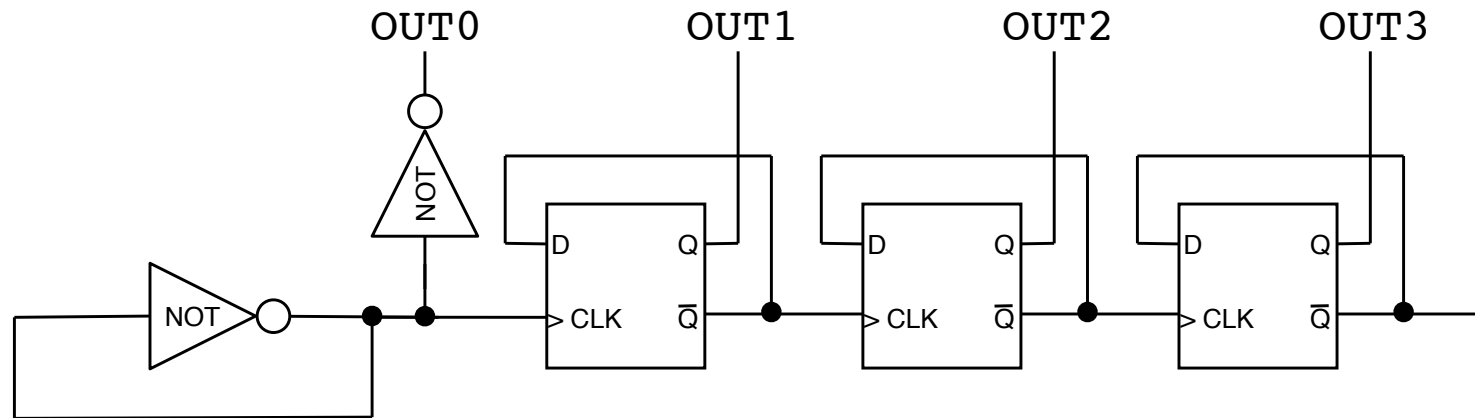 OUT0 OUT1 OUT2 OUT3
NOT
D Q D Q D Q
NOT
> CLK Q̅ > CLK Q̅ > CLK Q̅